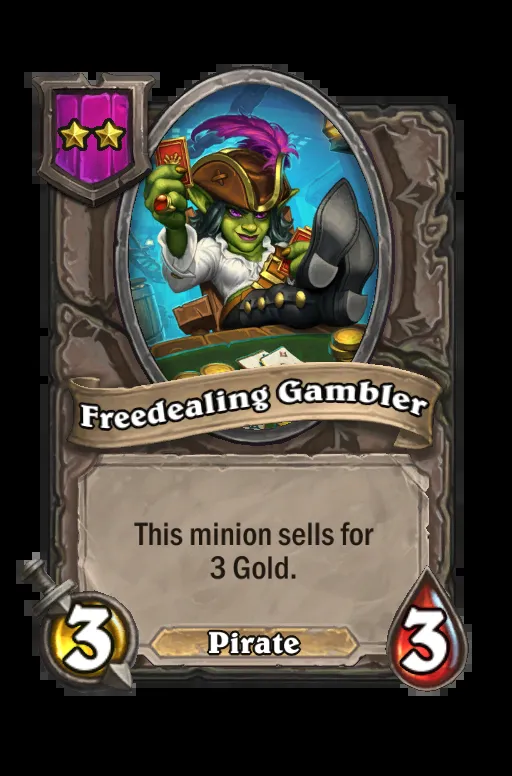 Freedealing Gambler
This minion sells for
3 Gold.
3
Pirate
3